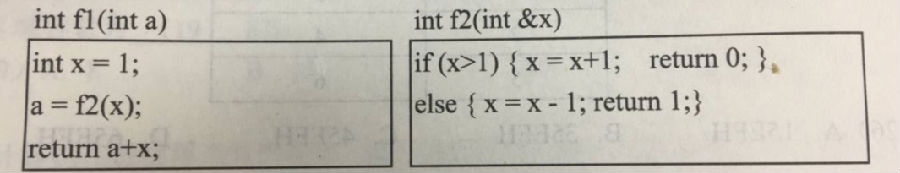 int f1(int a)
int x = 1;
a = f2(x);
return a+x;
int f2(int &x)
if (x>1) { x = x+1; return 0; }
else { x = x - 1; return 1;}